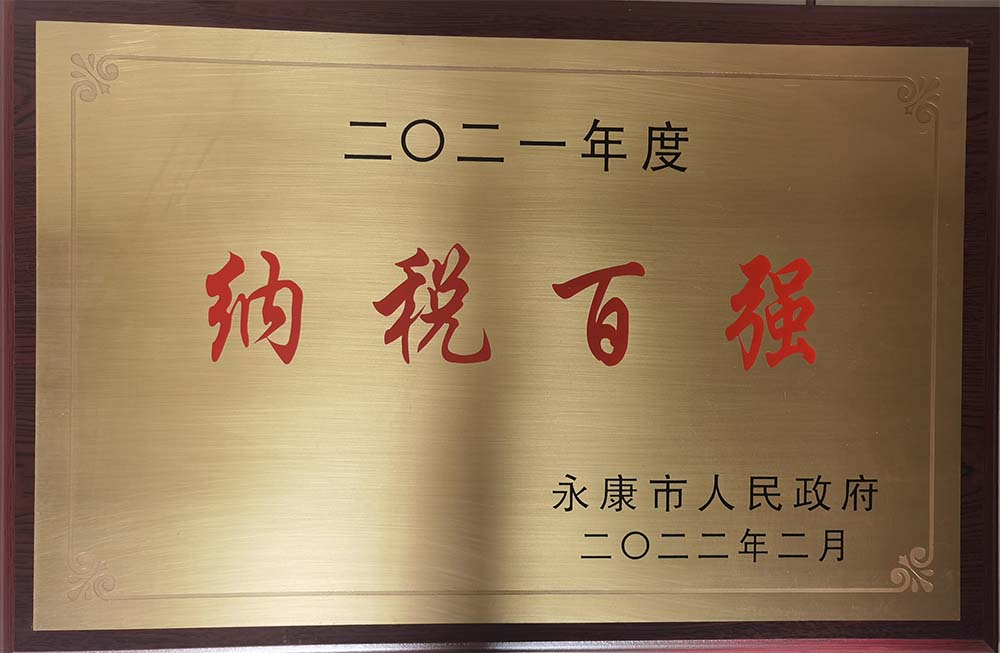 二〇二一年度
纳税百强
永康市人民政府
二〇二二年二月